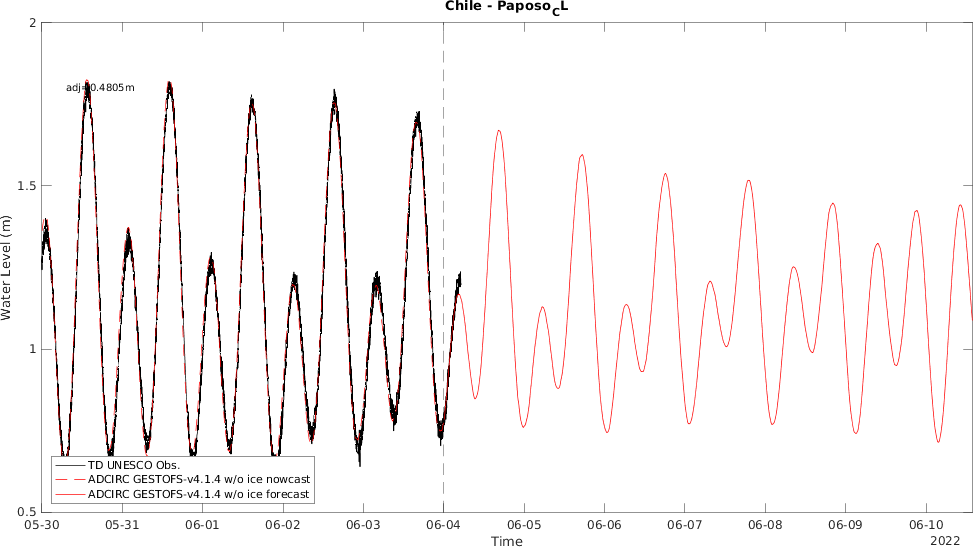 Chile - Paposo_CL
2
adj=0.4805m
1.5
Water Level (m)
1
TD UNESCO Obs.
ADCIRC GESTOFS-v4.1.4 w/o ice nowcast
ADCIRC GESTOFS-v4.1.4 w/o ice forecast
0.5
05-30 05-31 06-01 06-02 06-03 06-04 06-05 06-06 06-07 06-08 06-09 06-10
Time
2022